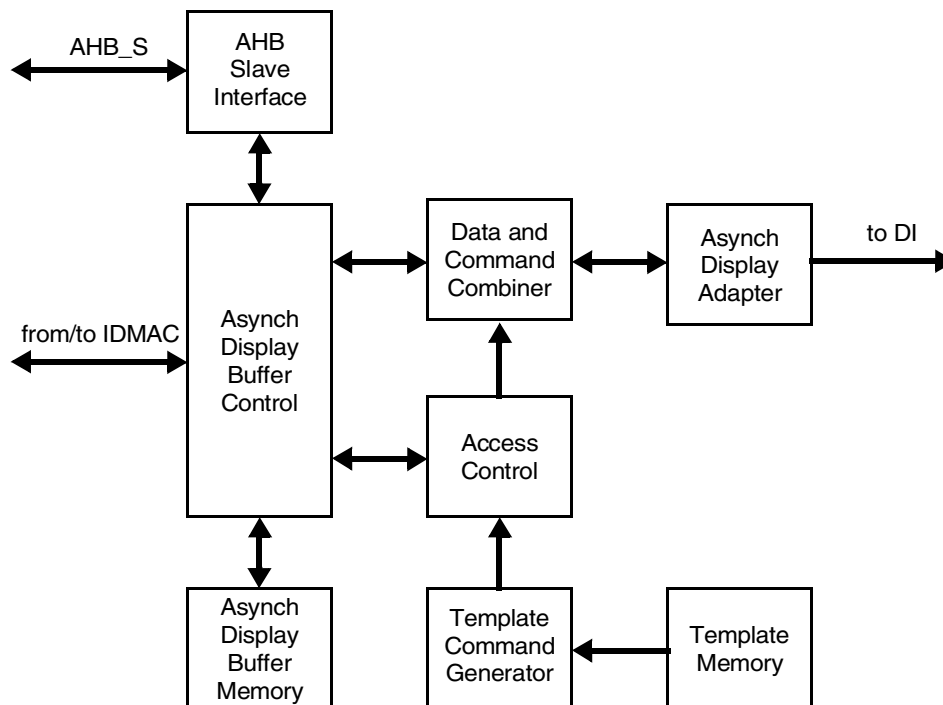 AHB_S
AHB
Slave
Interface
Data and
Command
Combiner
Asynch
Display
Adapter
to DI
from/to IDMAC
Asynch
Display
Buffer
Control
Access
Control
Asynch
Display
Buffer
Memory
Template
Command
Generator
Template
Memory